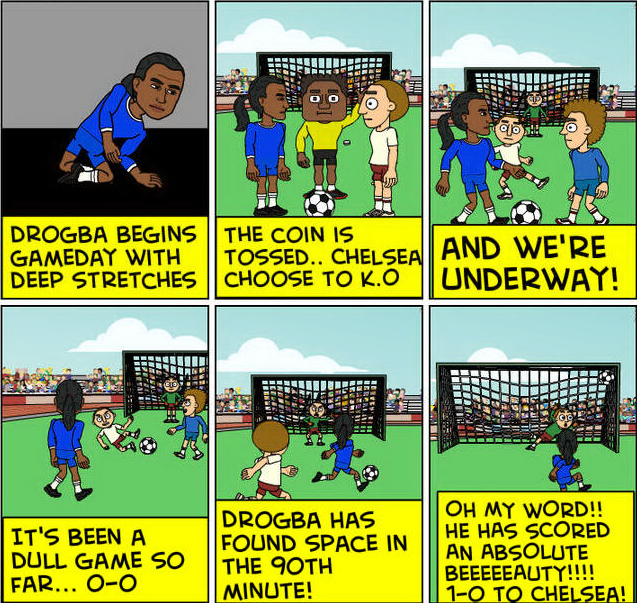 DROGBA BEGINS
GAMEDAY WITH
DEEP STRETCHES
THE COIN IS
TOSSED.. CHELSEA
CHOOSE TO K.O
AND WE'RE
UNDERWAY!
IT'S BEEN A
DULL GAME SO
FAR... 0-0
DROGBA HAS
FOUND SPACE IN
THE 90TH
MINUTE!
OH MY WORD!!
HE HAS SCORED
AN ABSOLUTE
BEEEEEAUTY!!!!
1-0 TO CHELSEA!